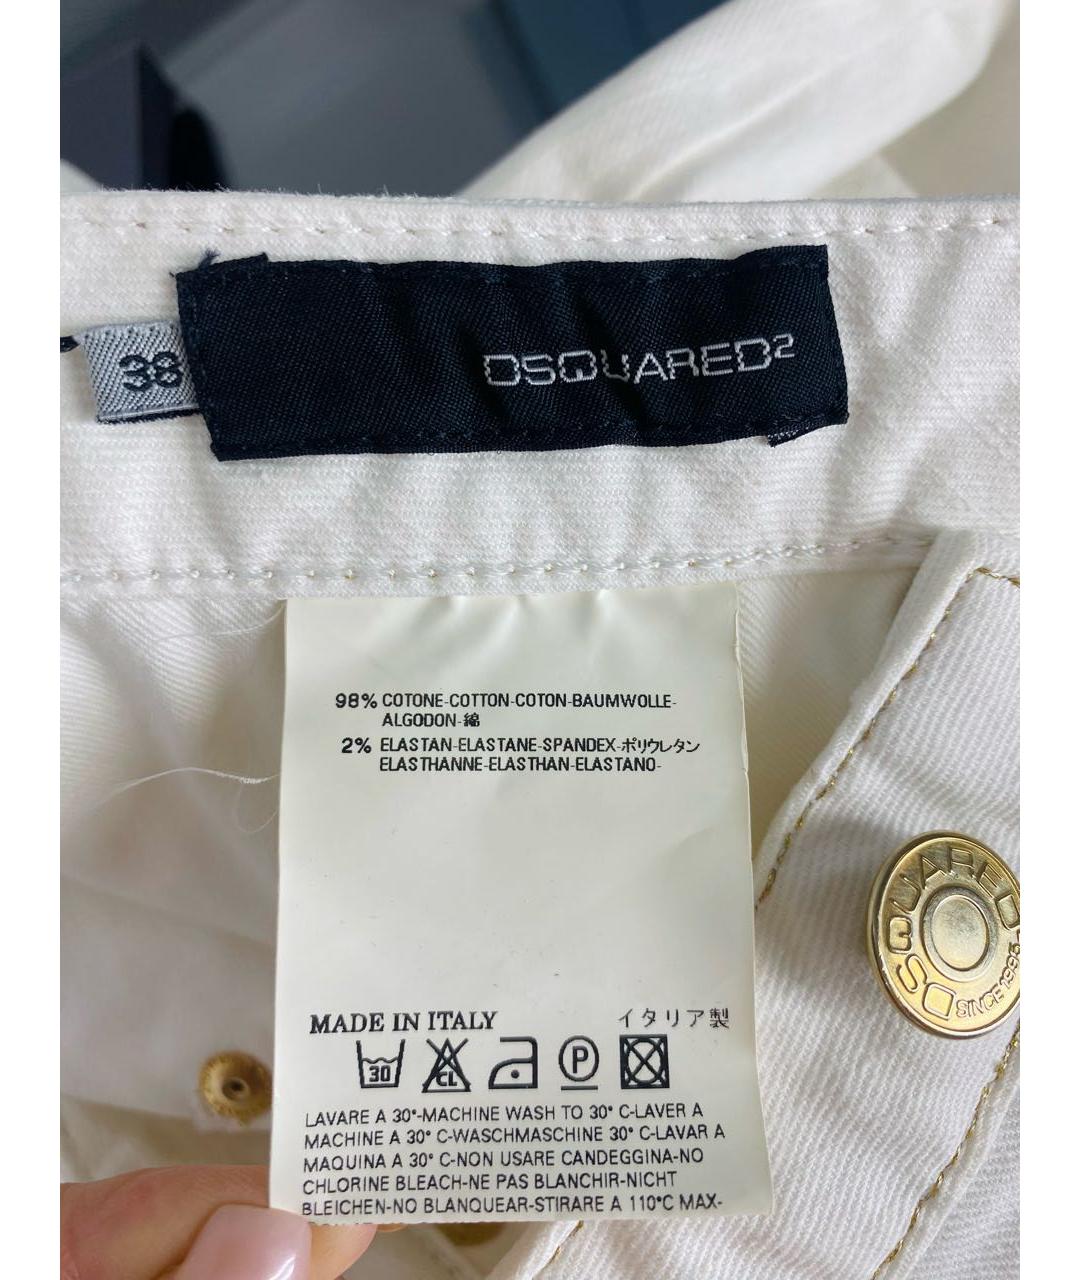 38
DSQUARED2
98% COTONE-COTTON-COTON-BAUMWOLLE-
ALGODON-綿
2% ELASTAN-ELASTANE-SPANDEX-ポリウレタン
ELASTHANNE-ELASTHAN-ELASTANO-
DSQUARED
SINCE 1995
MADE IN ITALY イタリア製
30 CL P
LAVARE A 30°-MACHINE WASH TO 30° C-LAVER A
MACHINE A 30° C-WASCHMASCHINE 30° C-LAVAR A
MAQUINA A 30° C-NON USARE CANDEGGINA-NO
CHLORINE BLEACH-NE PAS BLANCHIR-NICHT
BLEICHEN-NO BLANQUEAR-STIRARE A 110°C MAX-